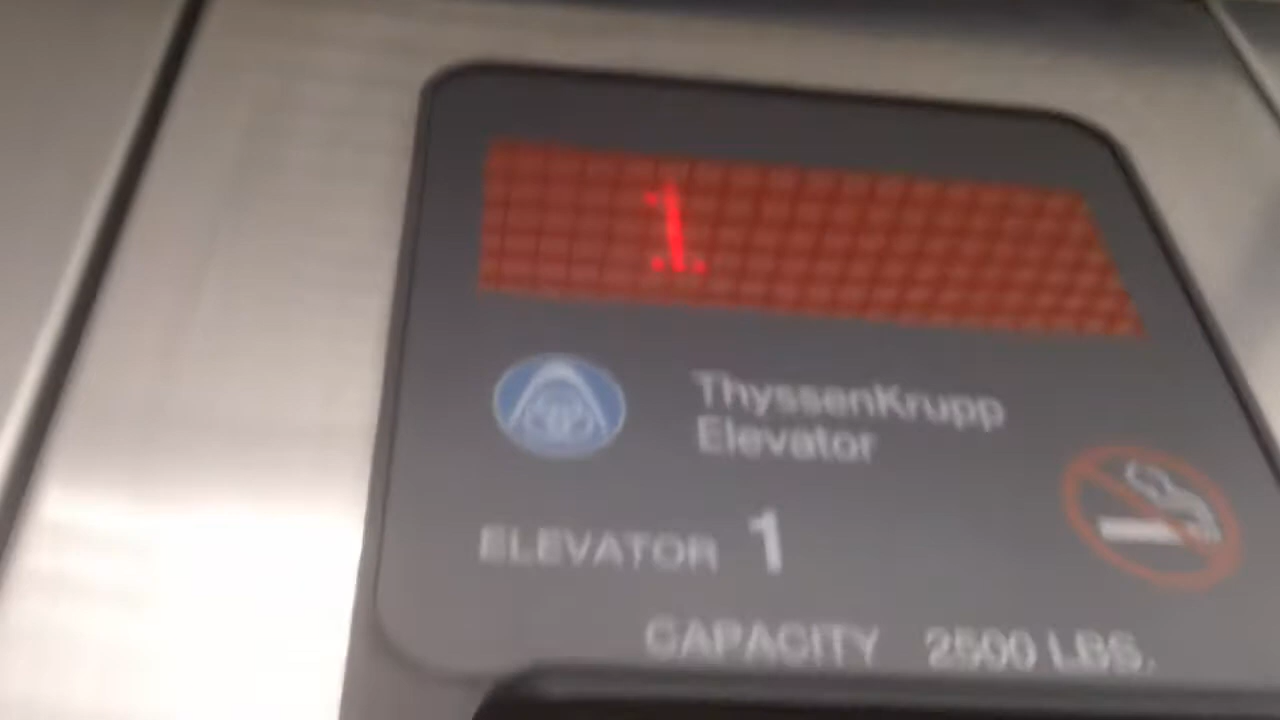 1
ThyssenKrupp
Elevator
ELEVATOR 1
CAPACITY 2500 LBS.